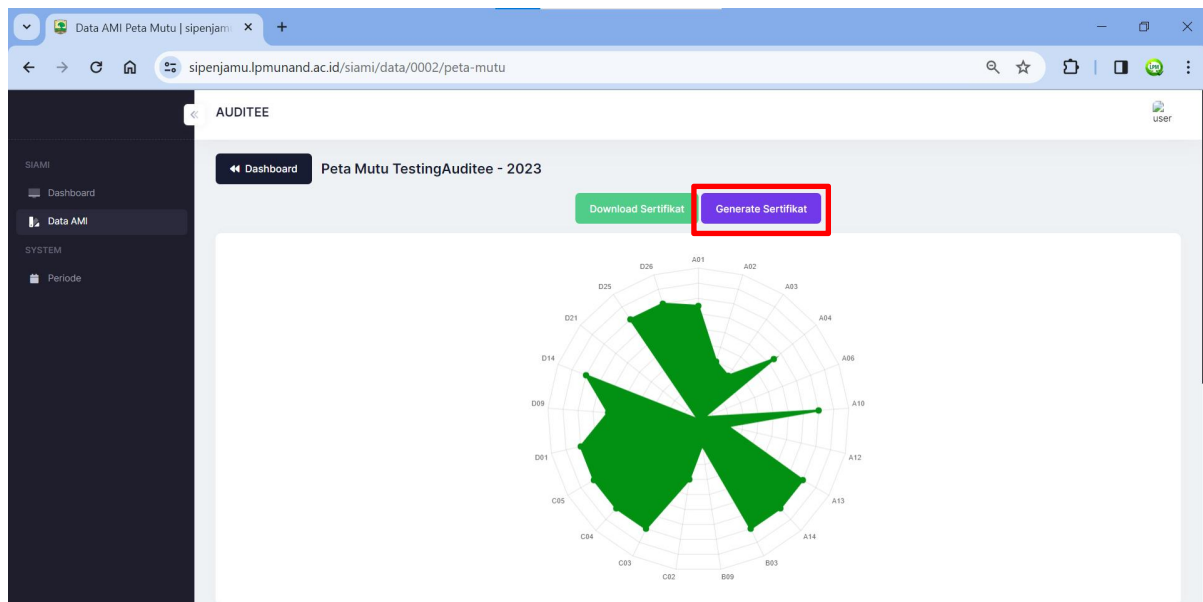 Data AMI Peta Mutu | sipenjam
sipenjamu.lpmunand.ac.id/siami/data/0002/peta-mutu
LPM
AUDITEE
user
SIAMI
Dashboard
Data AMI
SYSTEM
Periode
Dashboard
Peta Mutu TestingAuditee - 2023
Download Sertifikat
Generate Sertifikat
A01
A02
A03
A04
A06
A10
A12
A13
A14
B03
B09
C02
C03
C04
C05
D01
D09
D14
D21
D25
D26